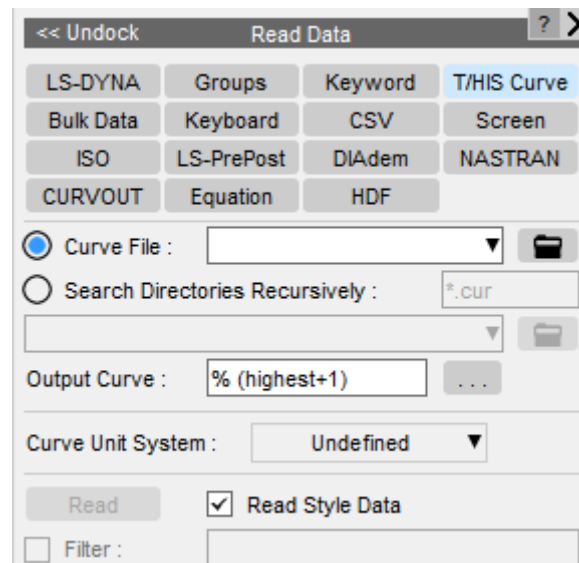 << Undock Read Data ? X
LS-DYNA Groups Keyword T/HIS Curve
Bulk Data Keyboard CSV Screen
ISO LS-PrePost DIAdem NASTRAN
CURVOUT Equation HDF
Curve File :
Search Directories Recursively : *.cur
Output Curve : % (highest+1) ...
Curve Unit System : Undefined
Read Read Style Data
Filter :